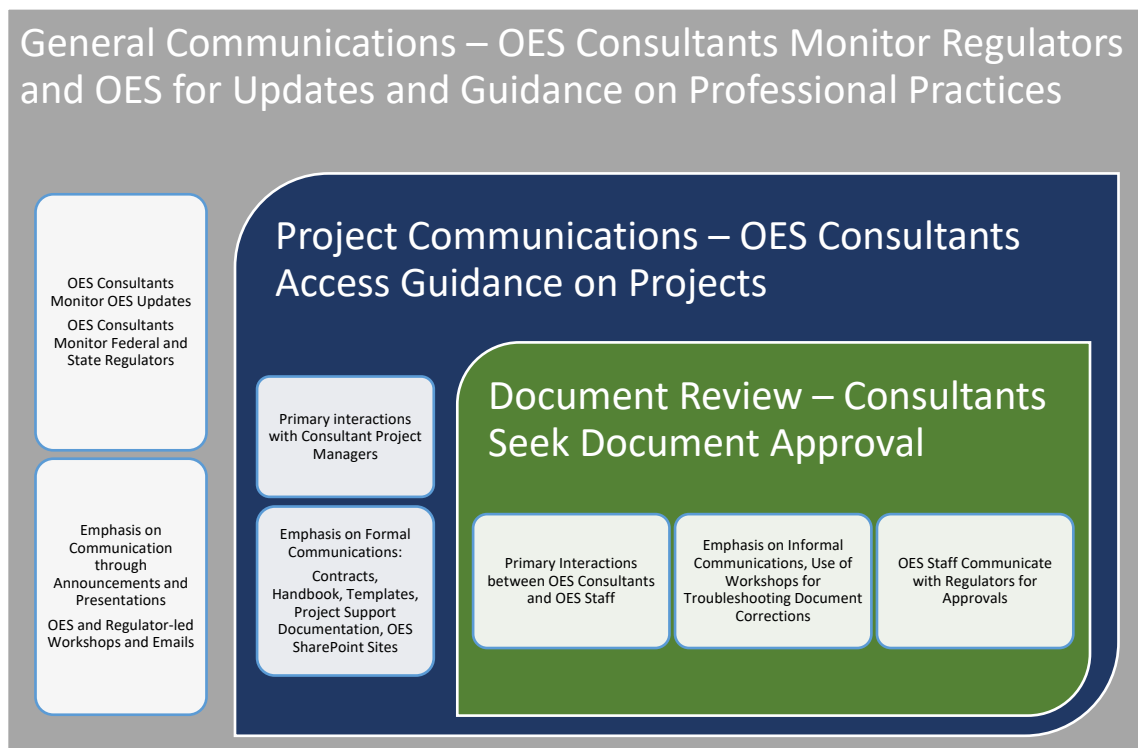 General Communications – OES Consultants Monitor Regulators
and OES for Updates and Guidance on Professional Practices
OES Consultants
Monitor OES Updates
OES Consultants
Monitor Federal and
State Regulators
Emphasis on
Communication
through
Announcements and
Presentations
OES and Regulator-led
Workshops and Emails
Project Communications – OES Consultants
Access Guidance on Projects
Primary interactions
with Consultant Project
Managers
Emphasis on Formal
Communications:
Contracts,
Handbook, Templates,
Project Support
Documentation, OES
SharePoint Sites
Document Review – Consultants
Seek Document Approval
Primary Interactions
between OES Consultants
and OES Staff
Emphasis on Informal
Communications, Use of
Workshops for
Troubleshooting Document
Corrections
OES Staff Communicate
with Regulators for
Approvals